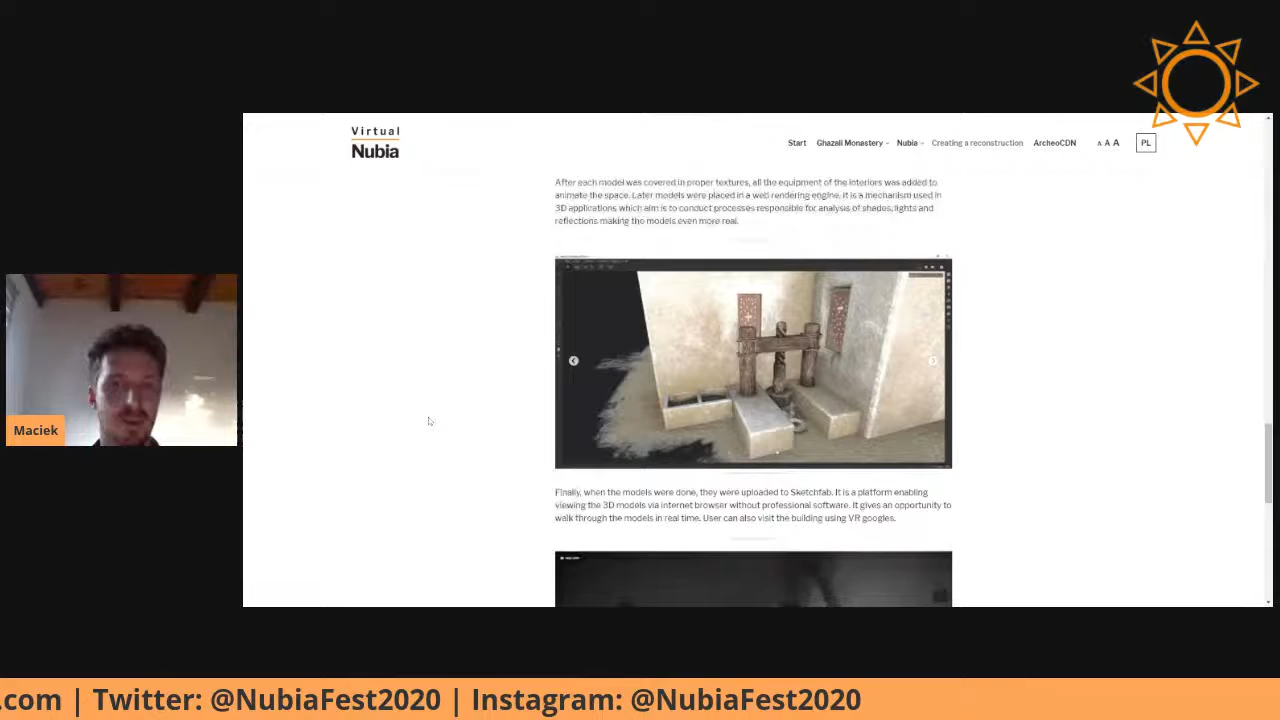 Virtual
Nubia
Start Ghazali Monastery Nubia Creating a reconstruction ArcheoCDN A A A PL
After each model was covered in proper textures, all the equipment of the interiors was added to
animate the space. Later models were placed in a web rendering engine. It is a mechanism used in
3D applications which aim is to conduct processes responsible for analysis of shades, lights and
reflections making the models even more real.
Finally, when the models were done, they were uploaded to Sketchfab. It is a platform enabling
viewing the 3D models via internet browser without professional software. It gives an opportunity to
walk through the models in real time. User can also visit the building using VR googles.
Maciek
.com | Twitter: @NubiaFest2020 | Instagram: @NubiaFest2020